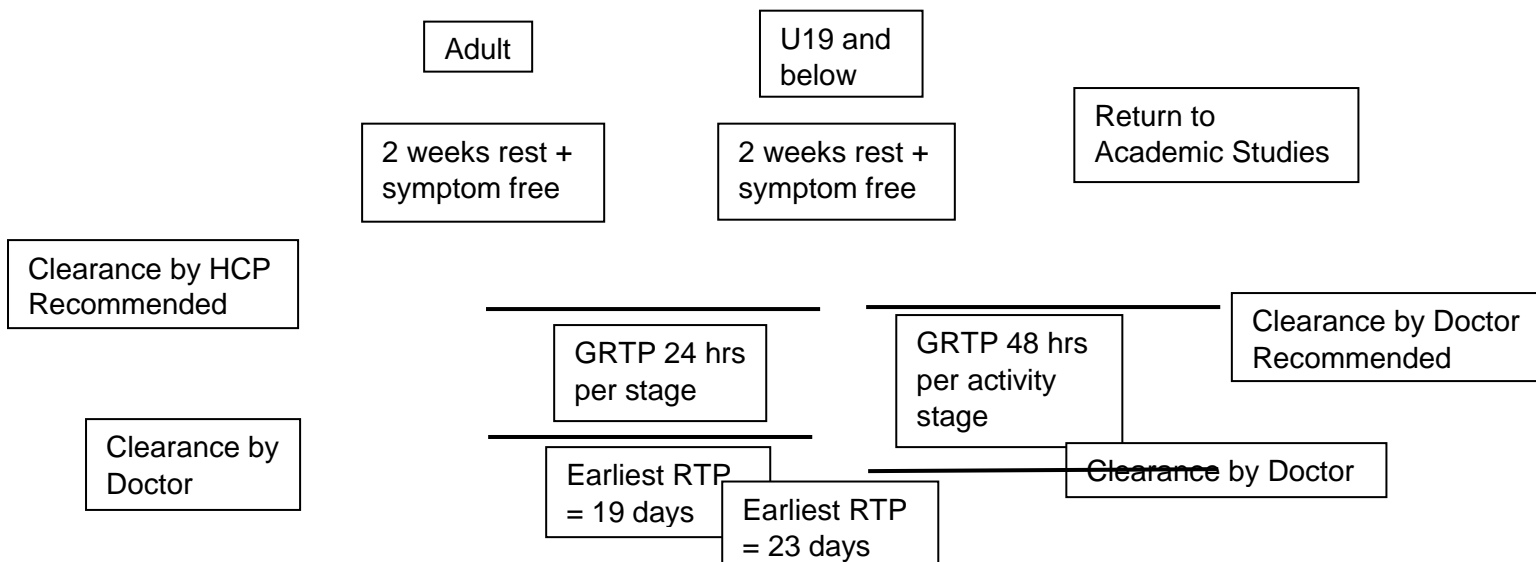 Adult
U19 and
below
Return to
Academic Studies
2 weeks rest +
symptom free
2 weeks rest +
symptom free
Clearance by HCP
Recommended
Clearance by Doctor
Recommended
GRTP 24 hrs
per stage
GRTP 48 hrs
per activity
stage
Clearance by
Doctor
Clearance by Doctor
Earliest RTP
= 19 days
Earliest RTP
= 23 days